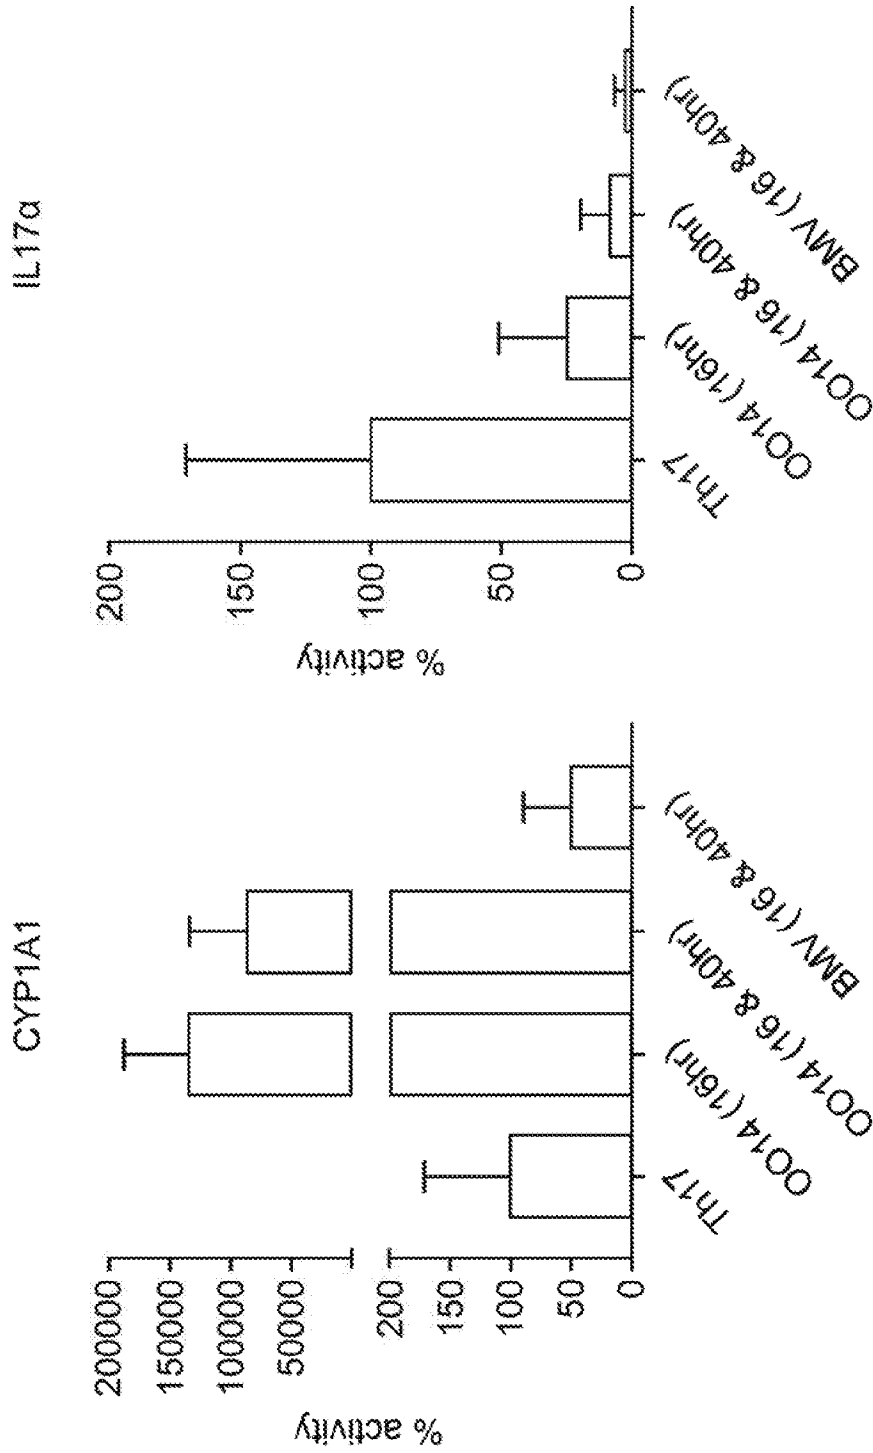 CYP1A1
% activity
200000
150000
100000
50000
200
150
100
50
0
Th17
OO14 (16hr)
OO14 (16 & 40hr)
BMV (16 & 40hr)
IL17α
% activity
200
150
100
50
0
Th17
OO14 (16hr)
OO14 (16 & 40hr)
BMV (16 & 40hr)